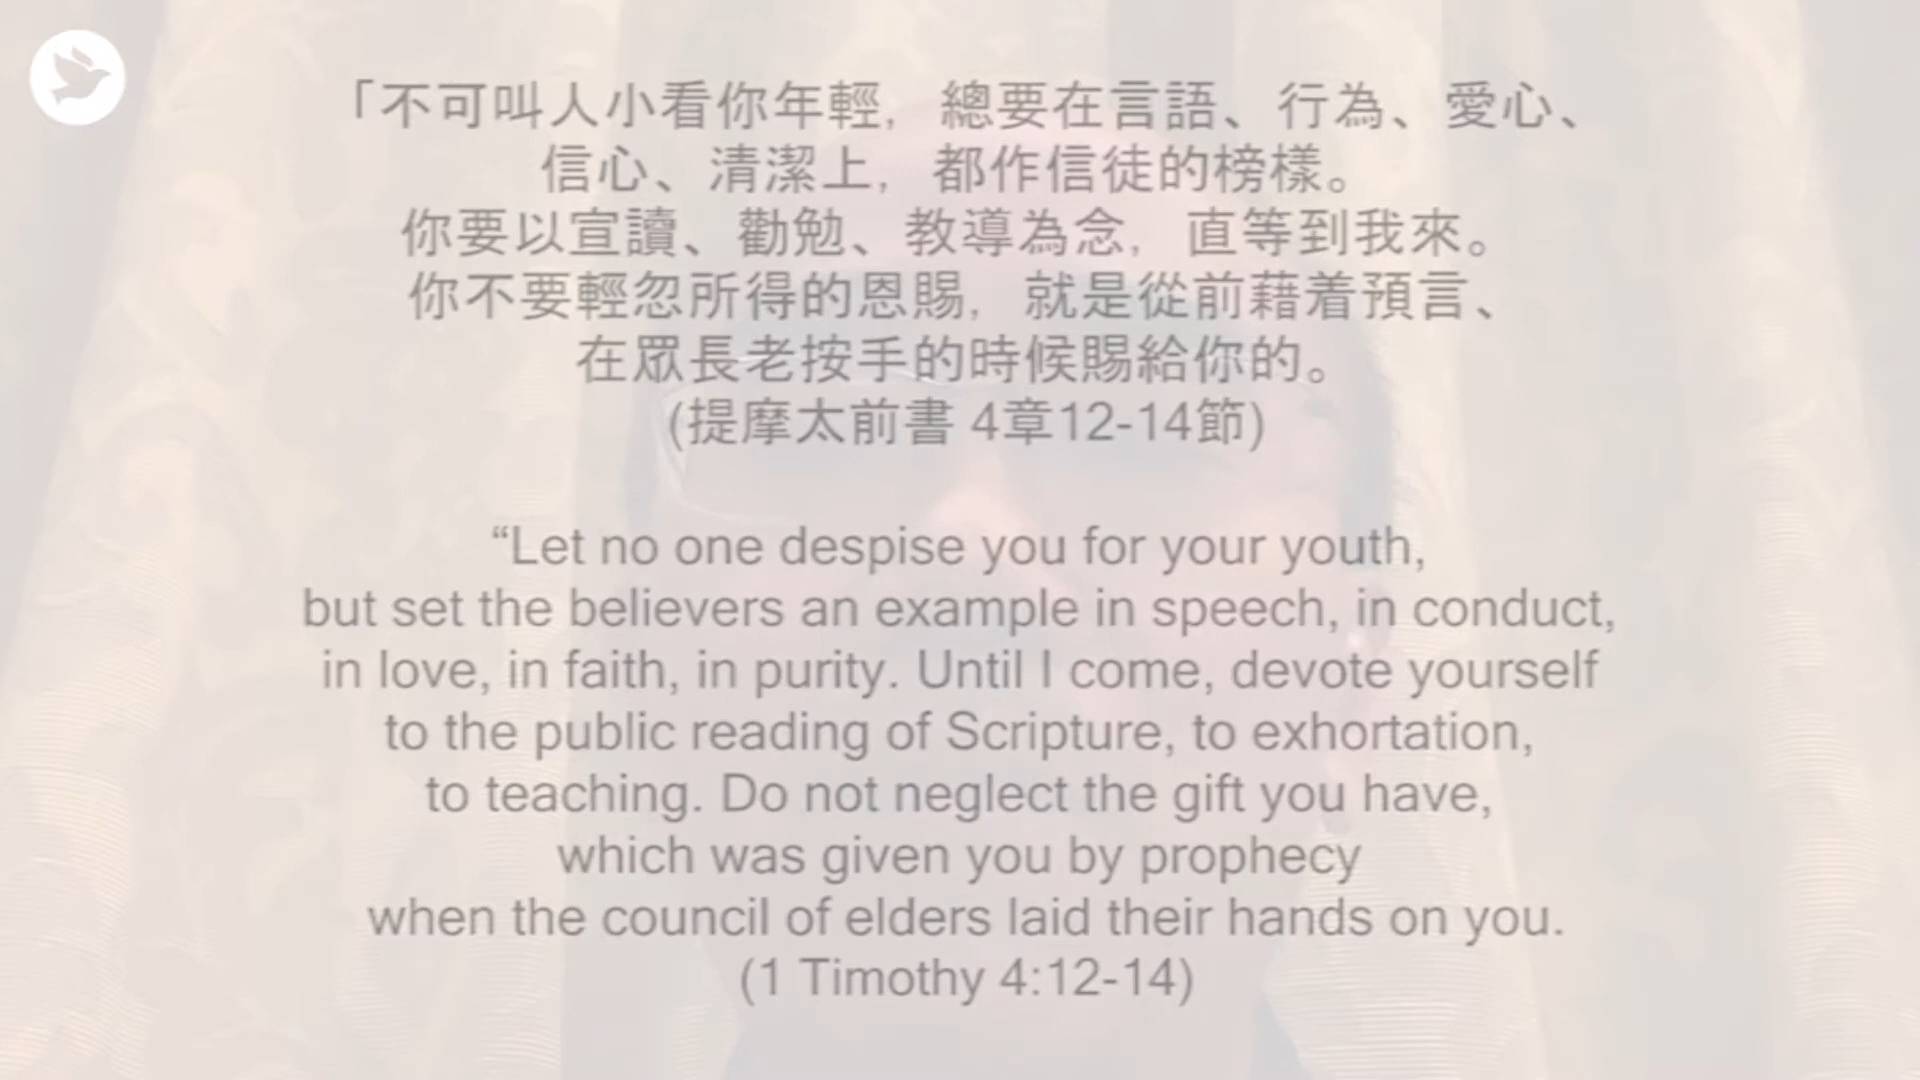 「不可叫人小看你年輕，總要在言語、行為、愛心、
信心、清潔上，都作信徒的榜樣。
你要以宣讀、勸勉、教導為念，直等到我來。
你不要輕忽所得的恩賜，就是從前藉着預言、
在眾長老按手的時候賜給你的。
(提摩太前書 4章12-14節)
“Let no one despise you for your youth,
but set the believers an example in speech, in conduct,
in love, in faith, in purity. Until I come, devote yourself
to the public reading of Scripture, to exhortation,
to teaching. Do not neglect the gift you have,
which was given you by prophecy
when the council of elders laid their hands on you.
(1 Timothy 4:12-14)